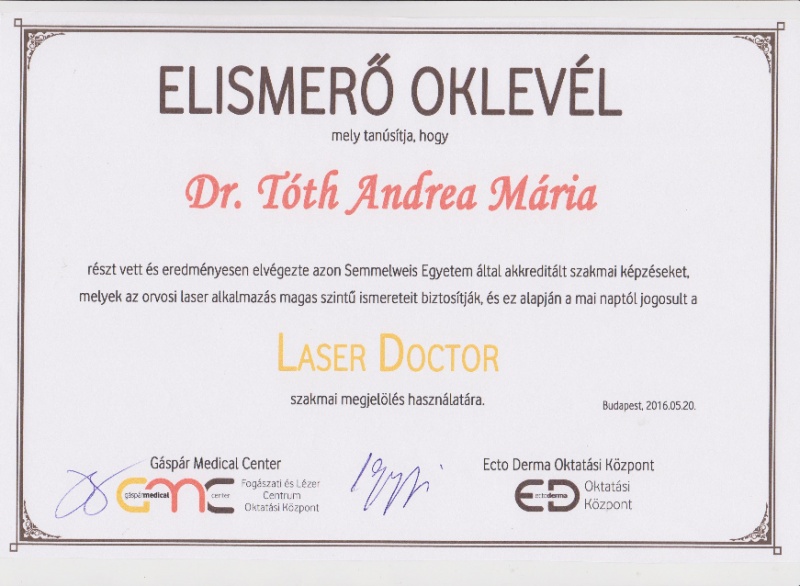 ELISMERŐ OKLEVÉL
mely tanúsítja, hogy
Dr. Tóth Andrea Mária
részt vett és eredményesen elvégezte azon Semmelweis Egyetem által akkreditált szakmai képzéseket,
melyek az orvosi laser alkalmazás magas szintű ismereteit biztosítják, és ez alapján a mai naptól jogosult a
LASER DOCTOR
szakmai megjelölés használatára.
Budapest, 2016.05.20.
Gáspár Medical Center
gáspármedical center
Fogászati és Lézer
Centrum
Oktatási Központ
Ecto Derma Oktatási Központ
ectoderma
Oktatási
Központ